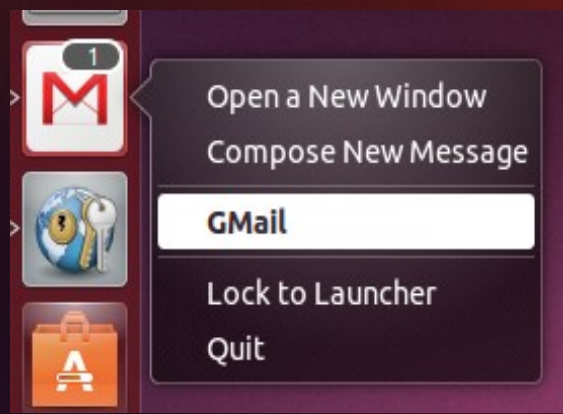 1
Open a New Window
Compose New Message
GMail
Lock to Launcher
Quit